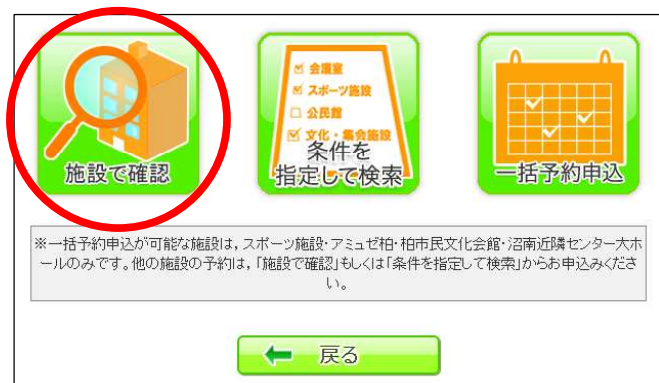 会議室
スポーツ施設
公民館
文化・集会施設
施設で確認
条件を
指定して検索
一括予約申込
※一括予約申込が可能な施設は，スポーツ施設・アミュゼ柏・柏市民文化会館・沼南近隣センター大ホ
ールのみです。他の施設の予約は，「施設で確認」もしくは「条件を指定して検索」からお申込みくださ
い。
戻る